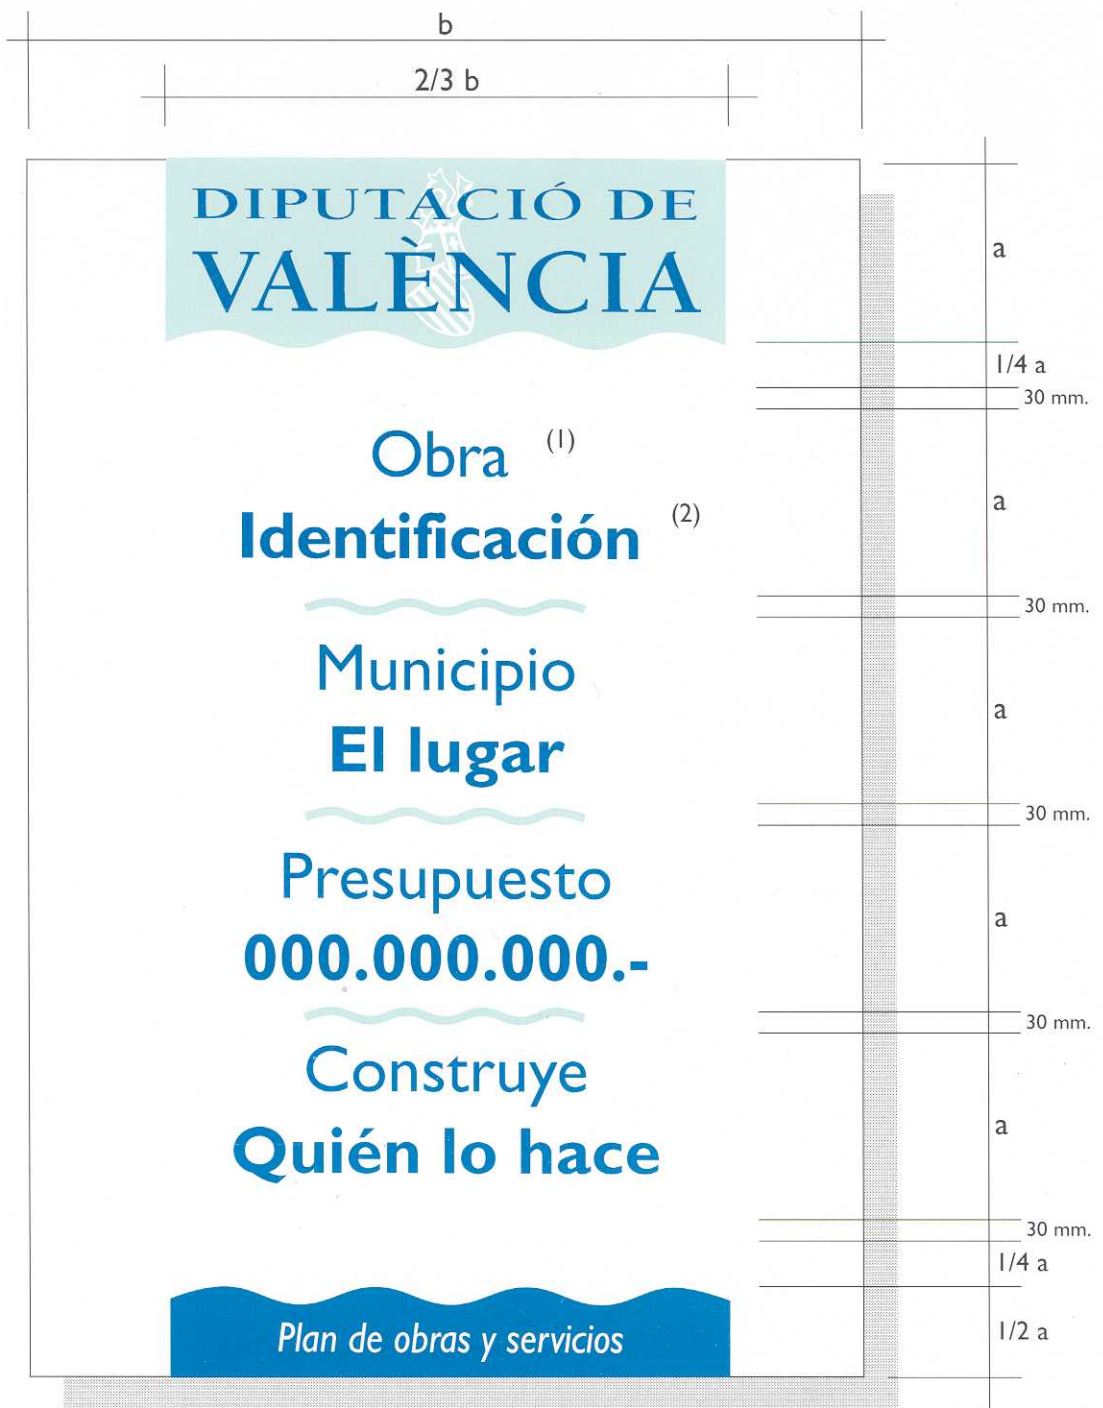 b
2/3 b
DIPUTACIÓ DE
VALÈNCIA
a
1/4 a
30 mm.
Obra (1)
a
Identificación (2)
30 mm.
Municipio
a
El lugar
30 mm.
Presupuesto
a
000.000.000.-
30 mm.
Construye
a
Quién lo hace
30 mm.
1/4 a
Plan de obras y servicios
1/2 a